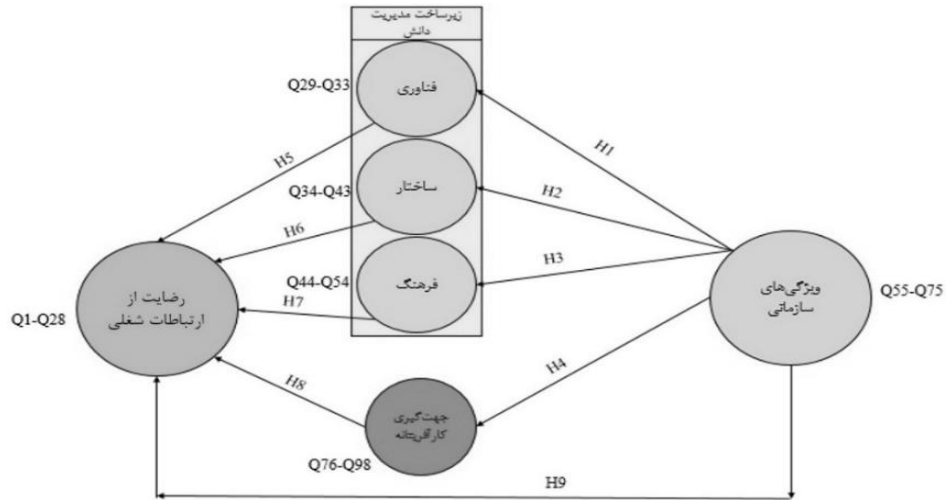 زیرساخت مدیریت
دانش
فناوری
Q29-Q33
H1
H5
ساختار
Q34-Q43
H2
H6
H3
فرهنگ
Q44-Q54
H7
ویژگی‌های
سازمانی
Q55-Q75
رضایت از
ارتباطات شغلی
Q1-Q28
H4
H8
جهت‌گیری
کارآفرینانه
Q76-Q98
H9